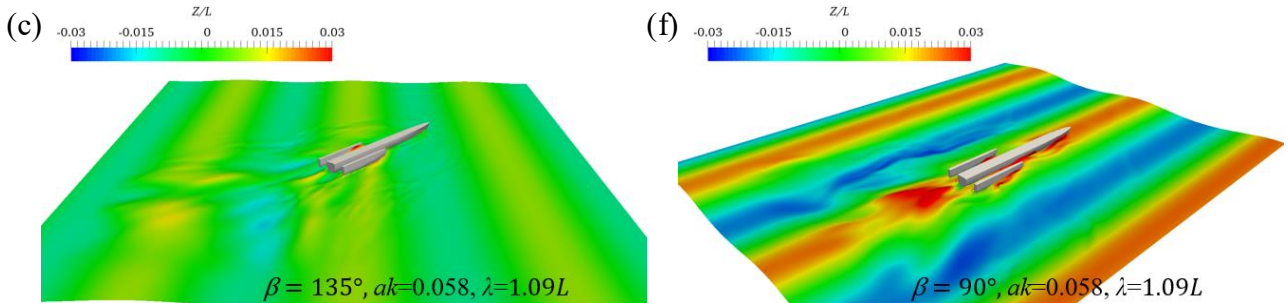 (c)
Z/L
-0.03 -0.015 0 0.015 0.03
β = 135°, ak=0.058, λ=1.09L
(f)
Z/L
-0.03 -0.015 0 0.015 0.03
β = 90°, ak=0.058, λ=1.09L